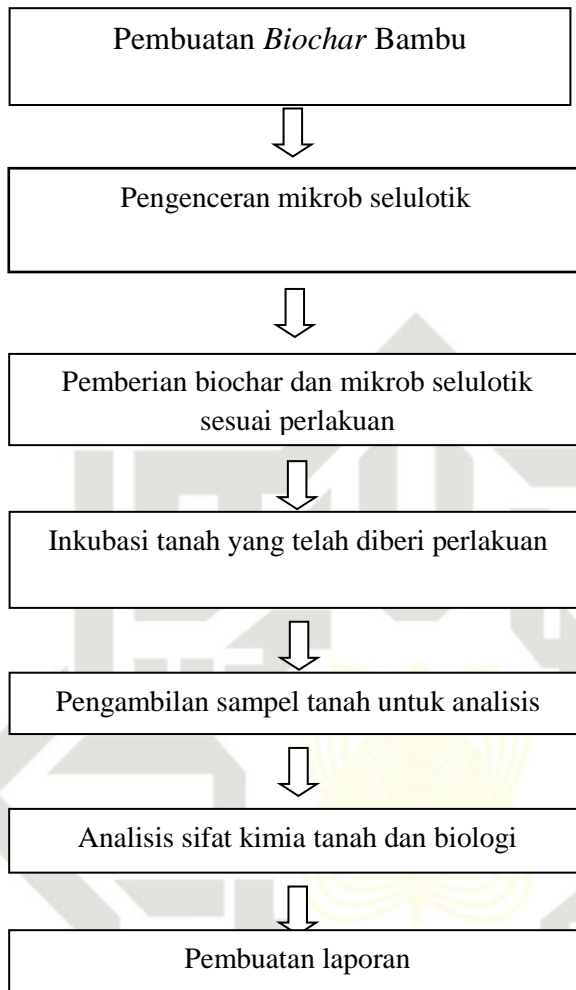 Pembuatan Biochar Bambu
Pengenceran mikrob selulotik
Pemberian biochar dan mikrob selulotik
sesuai perlakuan
Inkubasi tanah yang telah diberi perlakuan
Pengambilan sampel tanah untuk analisis
Analisis sifat kimia tanah dan biologi
Pembuatan laporan